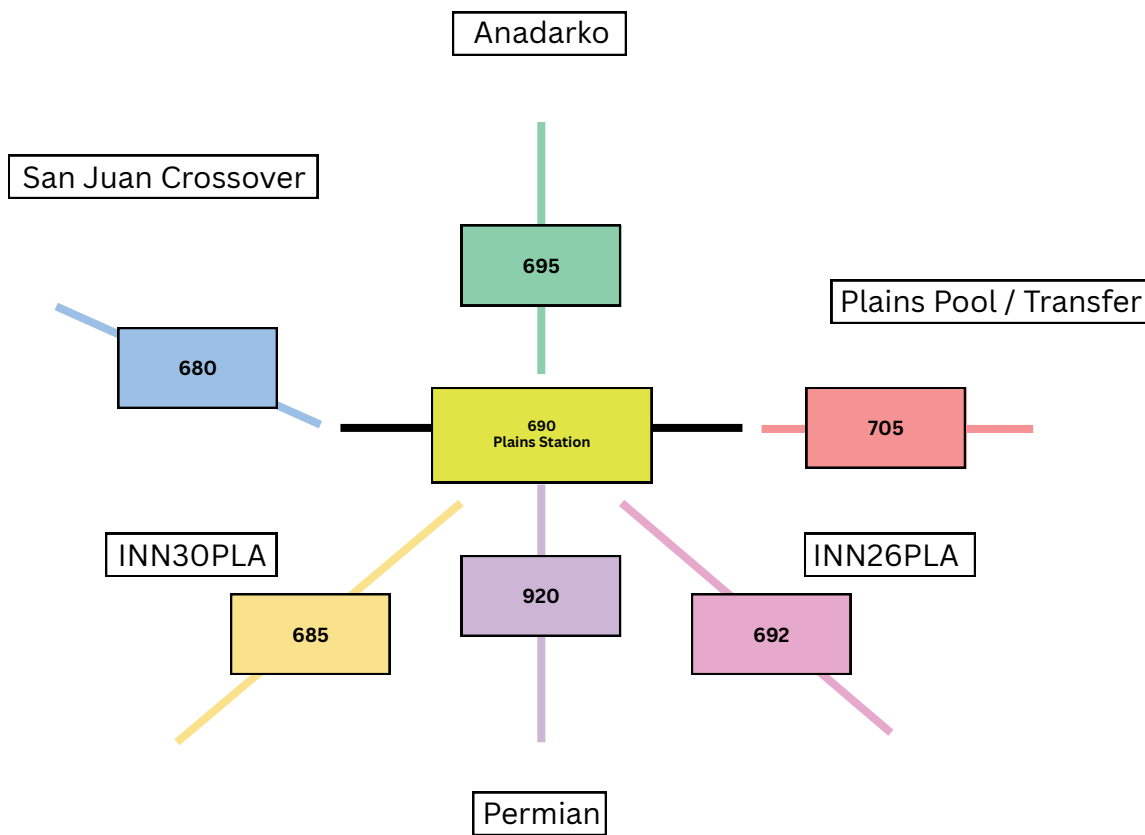 Anadarko
San Juan Crossover
695
Plains Pool / Transfer
680
690
Plains Station
705
INN30PLA
INN26PLA
920
685
692
Permian